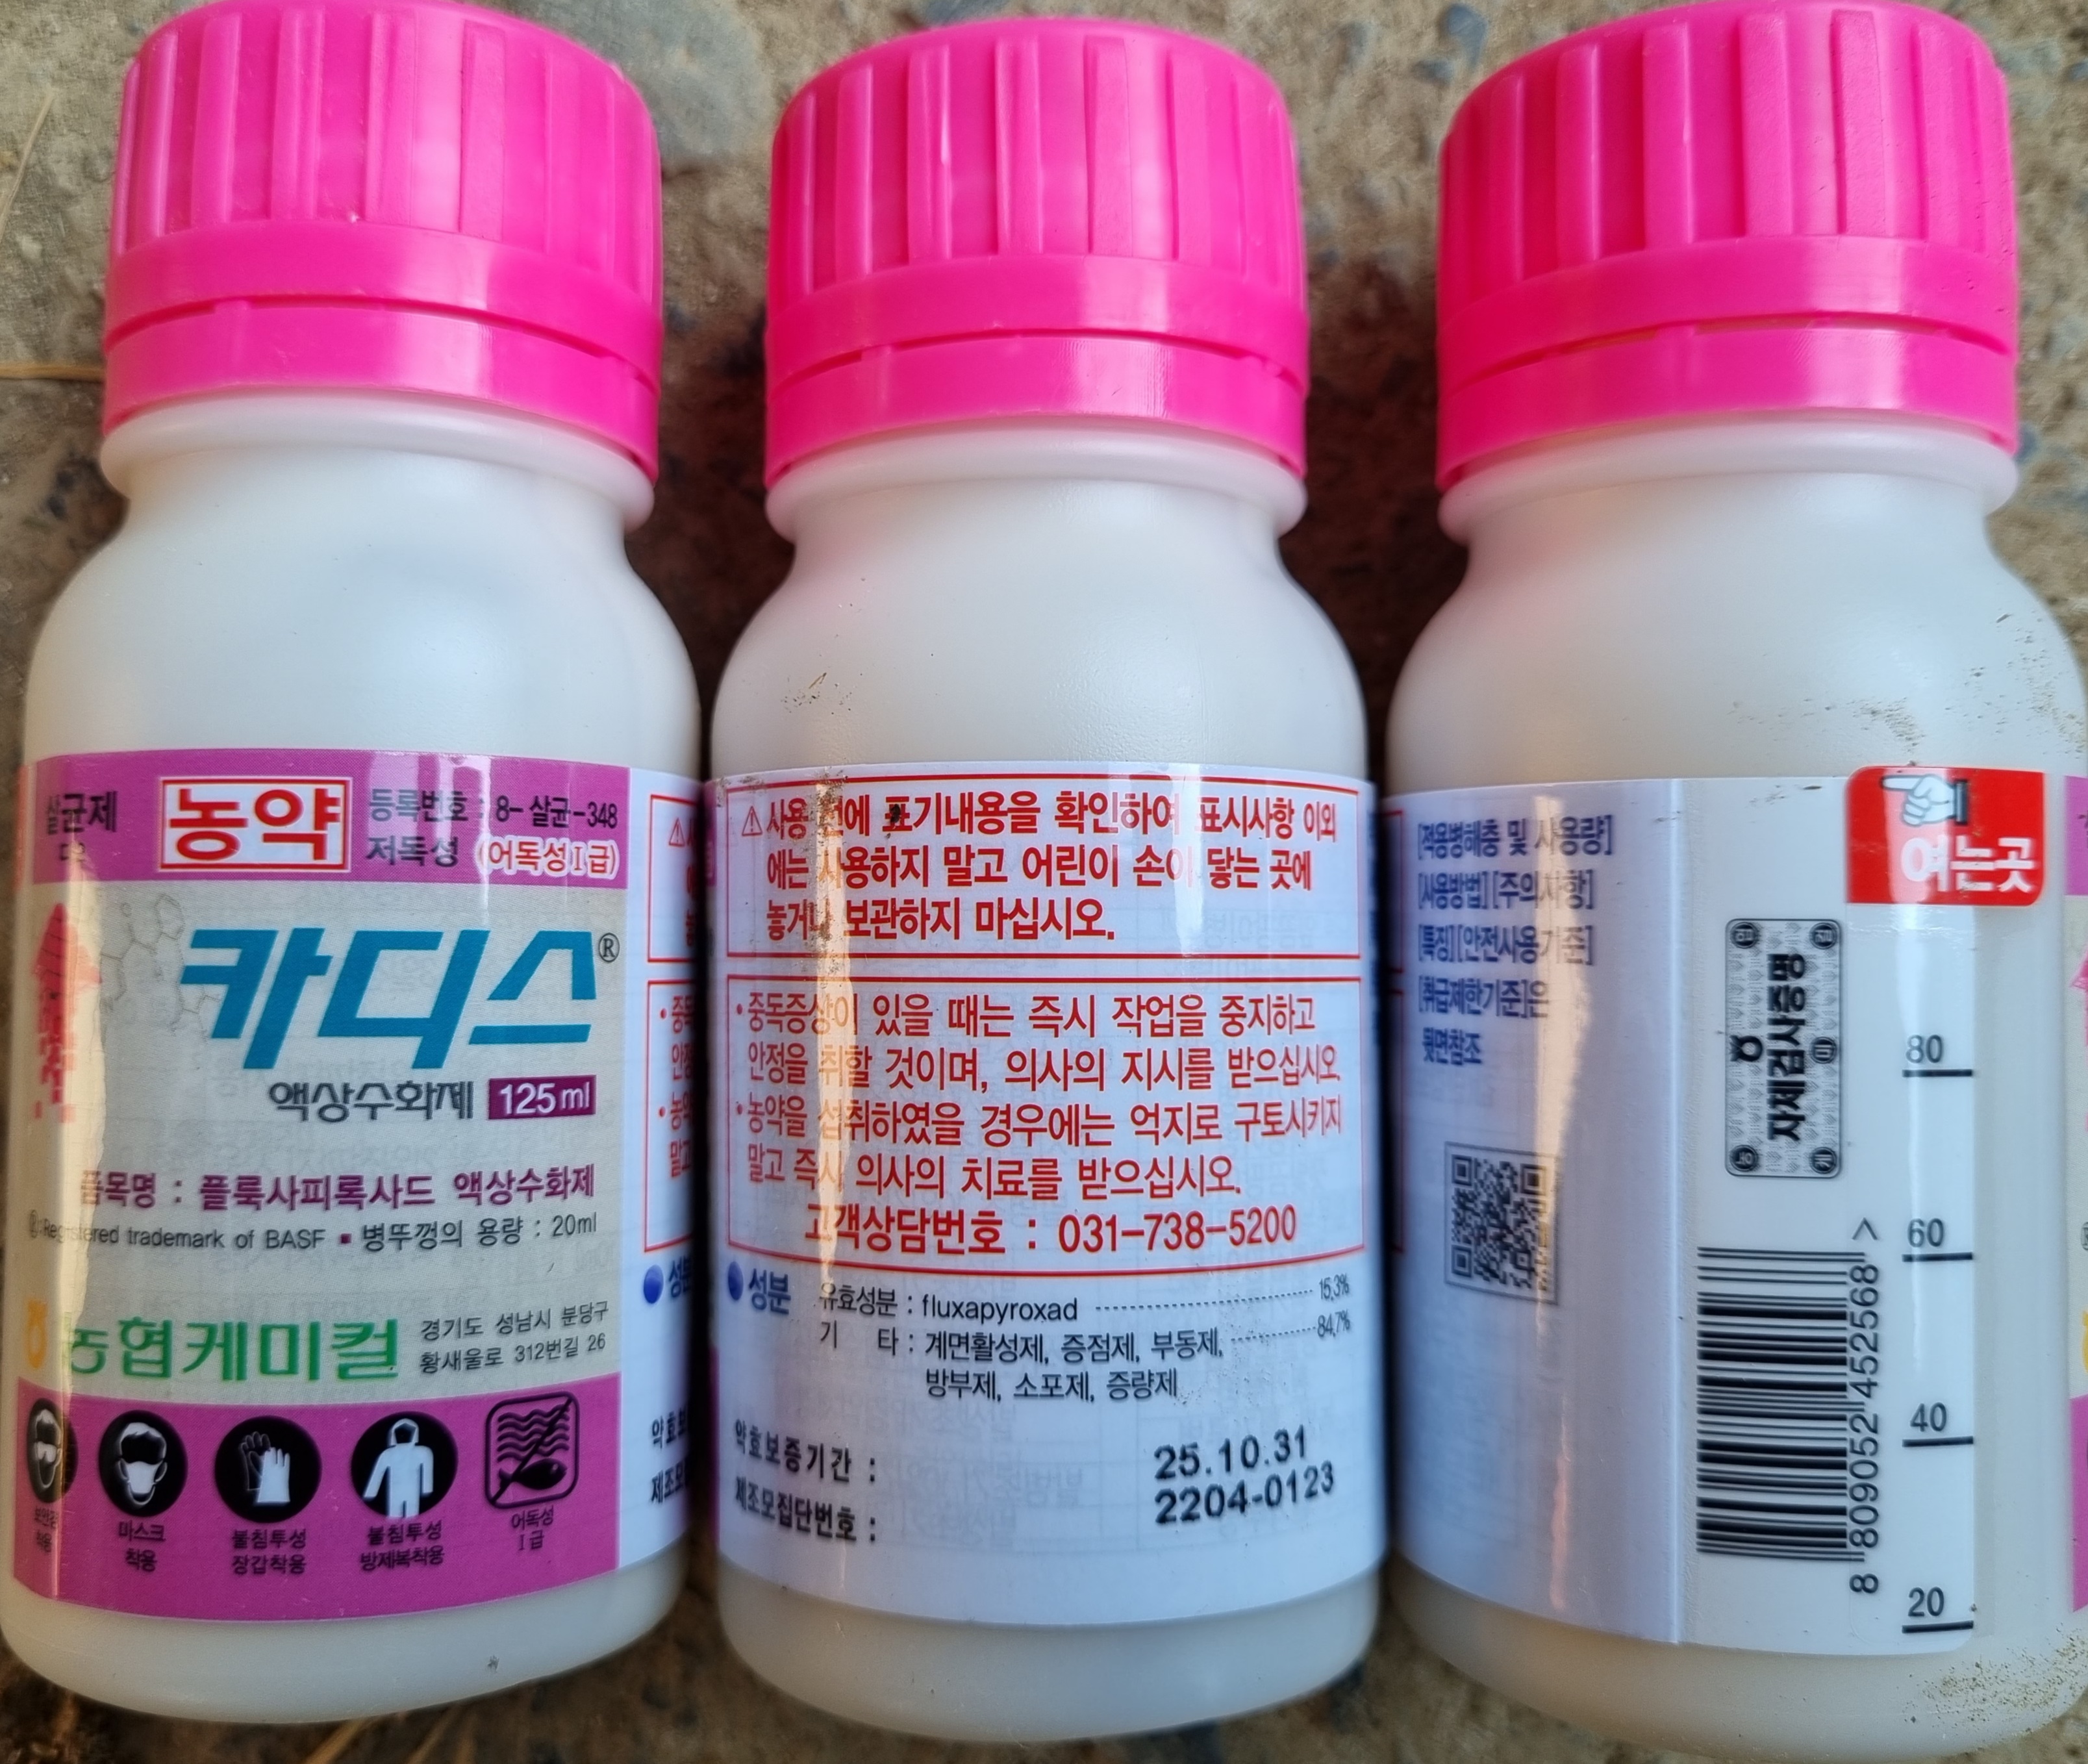 살균제
농약
등록번호 : 8-살균-348
저독성 (어독성Ⅰ급)
카디스®
액상수화제 125ml
품목명 : 플룩사피록사드 액상수화제
®:Registered trademark of BASF ▪ 병뚜껑의 용량 : 20ml
농협케미컬
경기도 성남시 분당구
황새울로 312번길 26
마스크
착용
불침투성
장갑착용
불침투성
방제복착용
어독성
Ⅰ급
⚠사용 전에 표기내용을 확인하여 표시사항 이외
에는 사용하지 말고 어린이 손이 닿는 곳에
놓거나 보관하지 마십시오.
•중독증상이 있을 때는 즉시 작업을 중지하고
안정을 취할 것이며, 의사의 지시를 받으십시오.
•농약을 섭취하였을 경우에는 억지로 구토시키지
말고 즉시 의사의 치료를 받으십시오.
고객상담번호 : 031-738-5200
성분
유효성분 : fluxapyroxad 15.3%
기 타 : 계면활성제, 증점제, 부동제, 84.7%
방부제, 소포제, 증량제
약효보증기간 : 25.10.31
제조모집단번호 : 2204-0123
[적용병해충 및 사용량]
[사용방법][주의사항]
[특징][안전사용기준]
[취급제한기준]은
뒷면참조
여는곳
자체검사증명
80
60
40
20
8 809052 452568 >